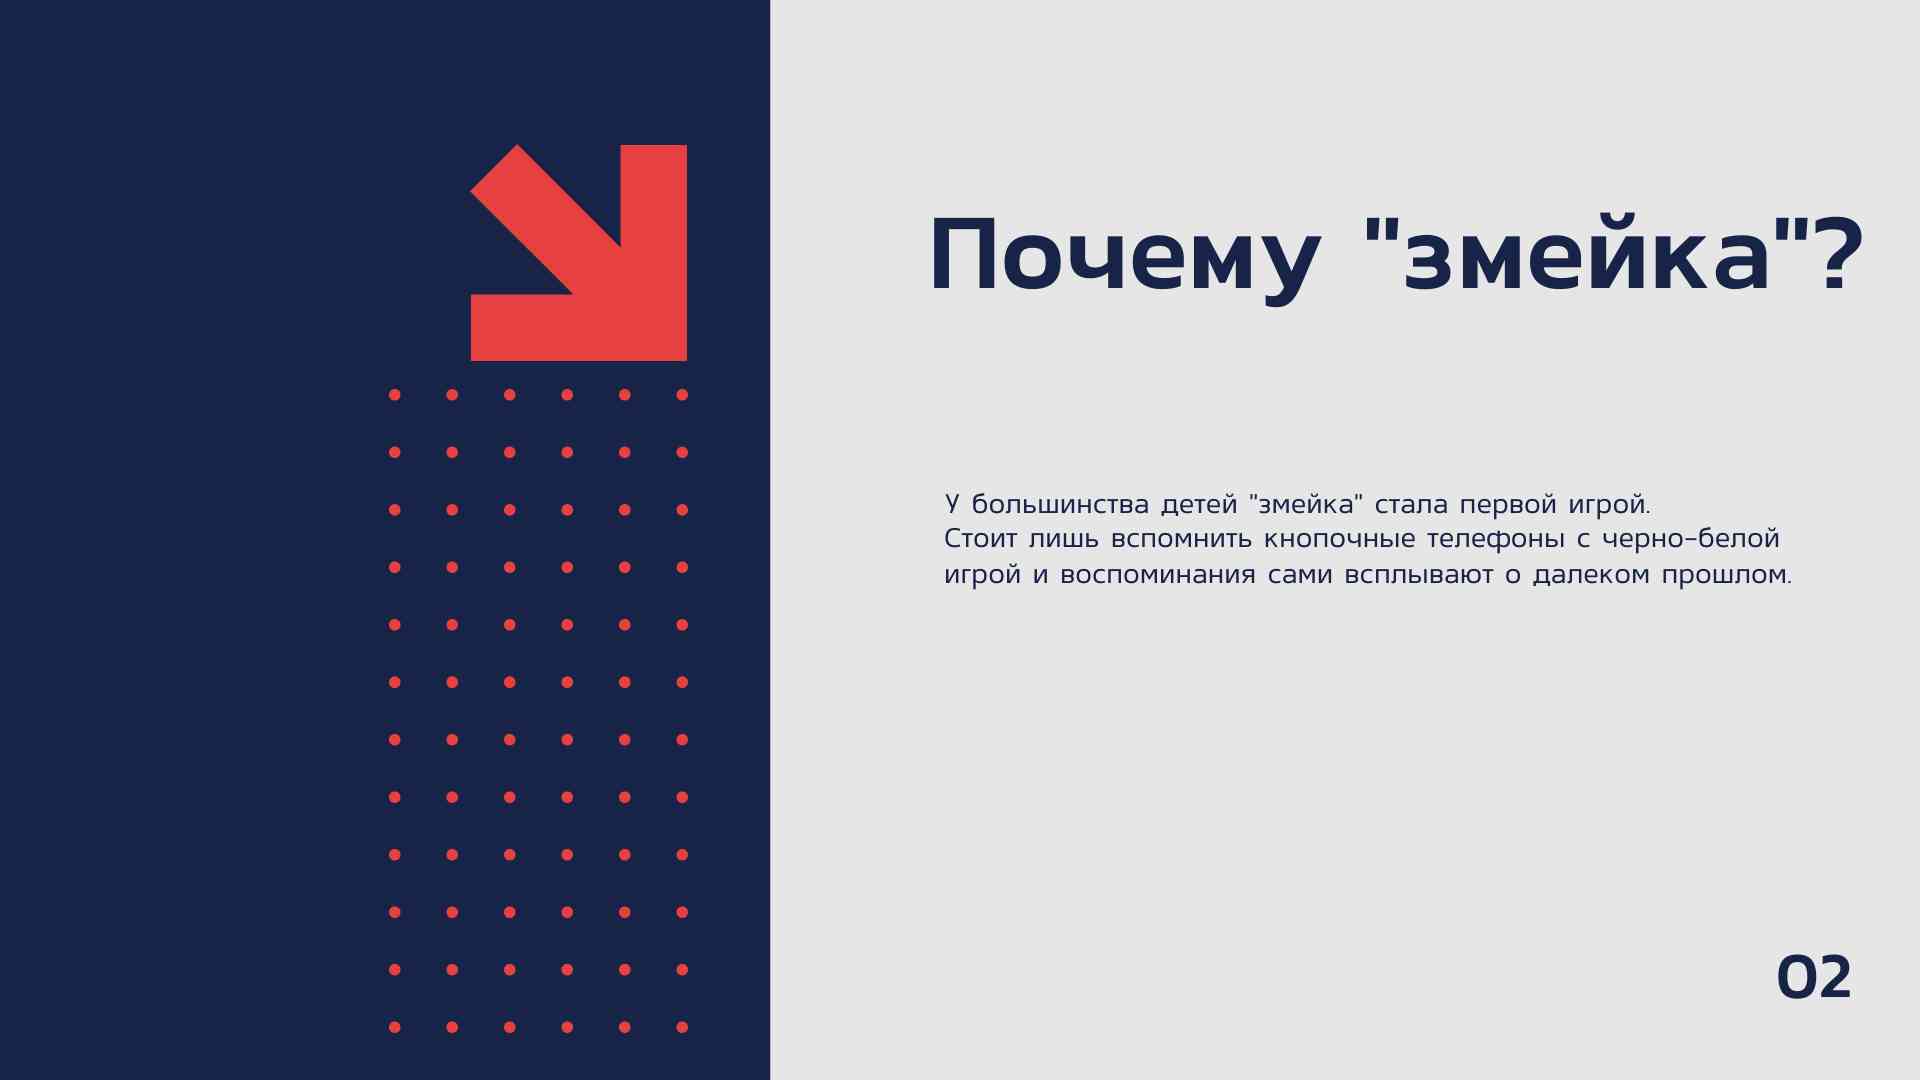 Почему "змейка"?
У большинства детей "змейка" стала первой игрой.
Стоит лишь вспомнить кнопочные телефоны с черно-белой
игрой и воспоминания сами всплывают о далеком прошлом.
02